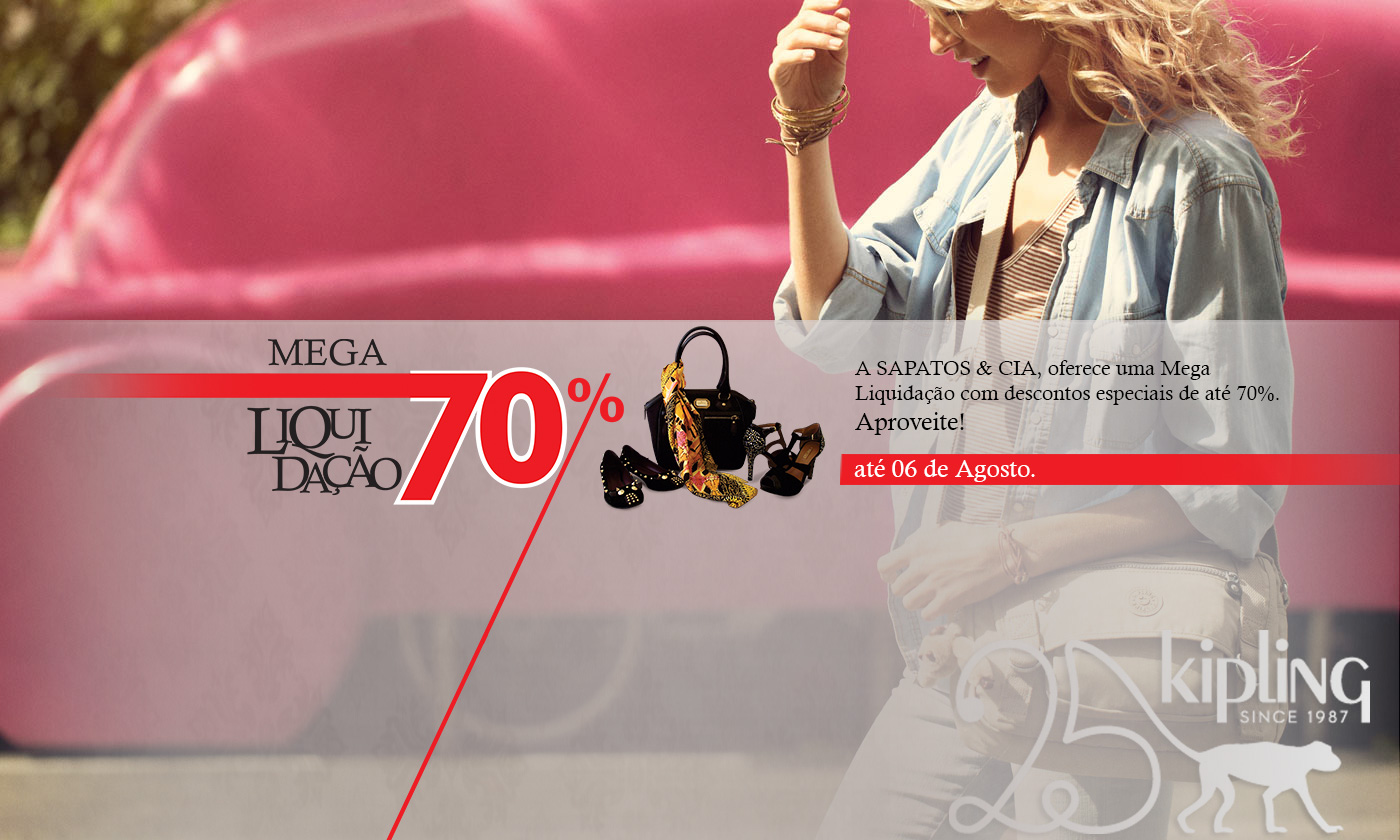 MEGA
LIQUI
DAÇÃO
70%
A SAPATOS & CIA, oferece uma Mega
Liquidação com descontos especiais de até 70%.
Aproveite!
até 06 de Agosto.
25
kipling
SINCE 1987